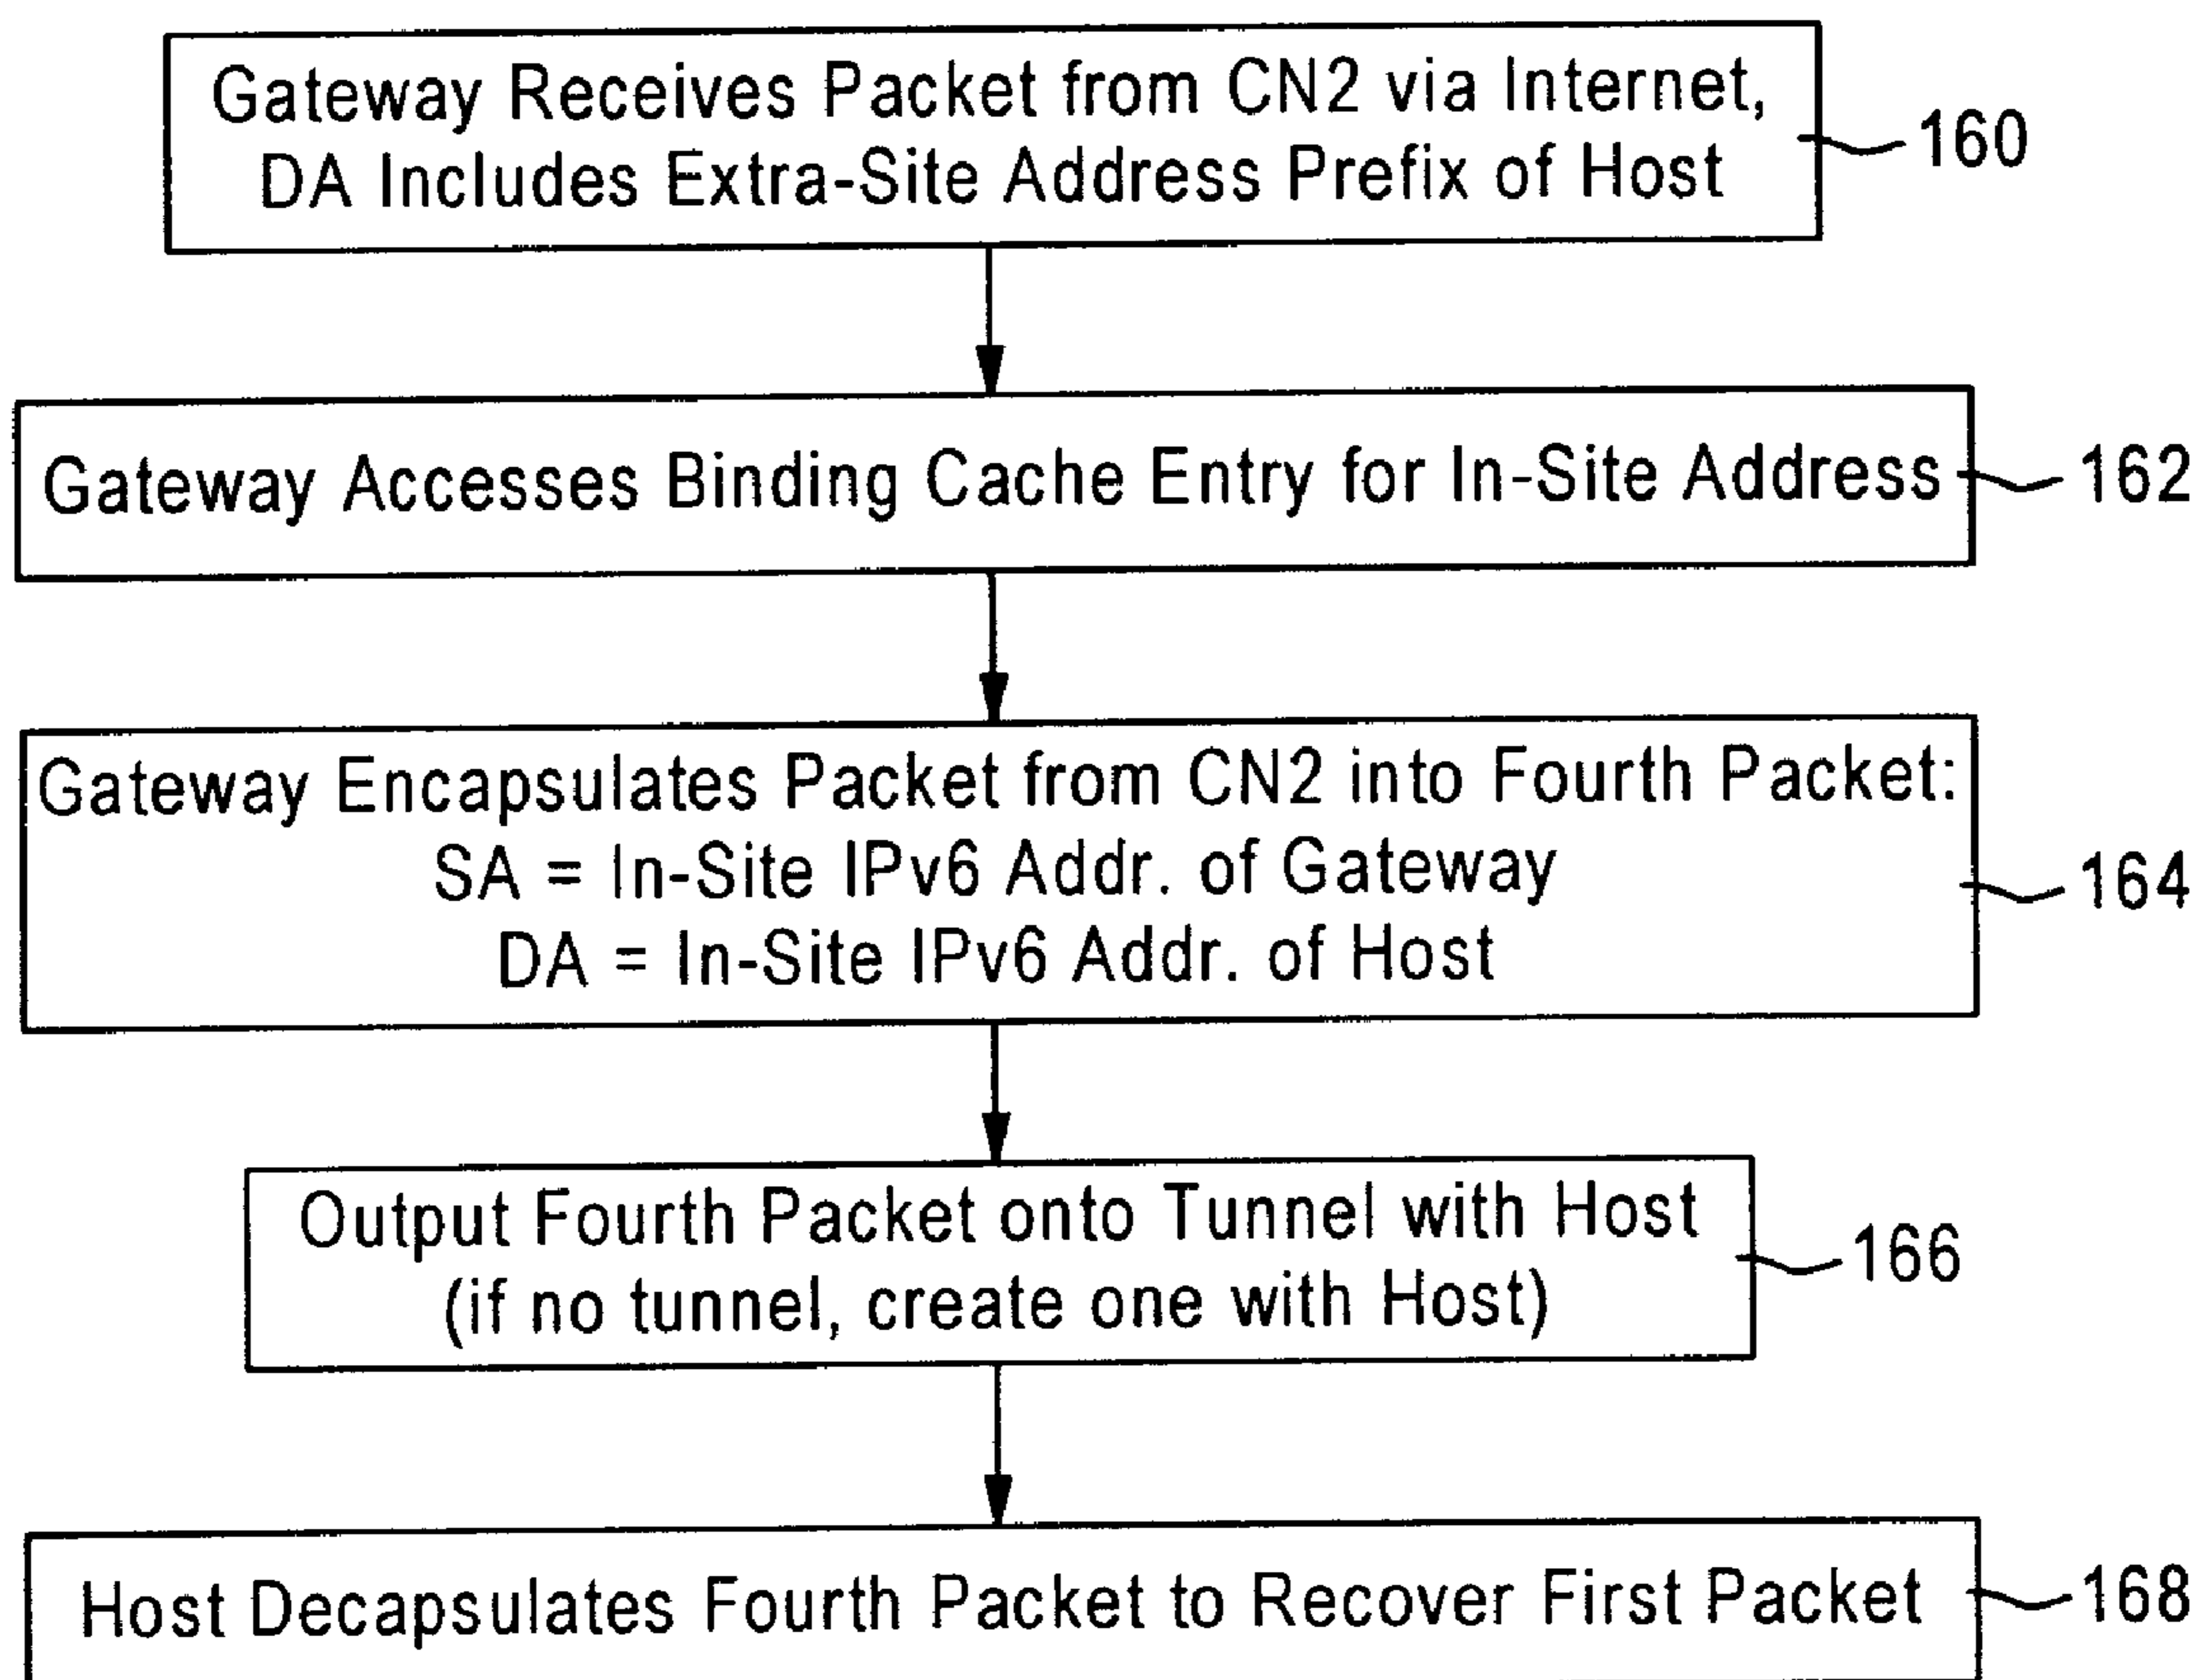 Gateway Receives Packet from CN2 via Internet,
DA Includes Extra-Site Address Prefix of Host
160
Gateway Accesses Binding Cache Entry for In-Site Address
162
Gateway Encapsulates Packet from CN2 into Fourth Packet:
SA = In-Site IPv6 Addr. of Gateway
DA = In-Site IPv6 Addr. of Host
164
Output Fourth Packet onto Tunnel with Host
(if no tunnel, create one with Host)
166
Host Decapsulates Fourth Packet to Recover First Packet
168